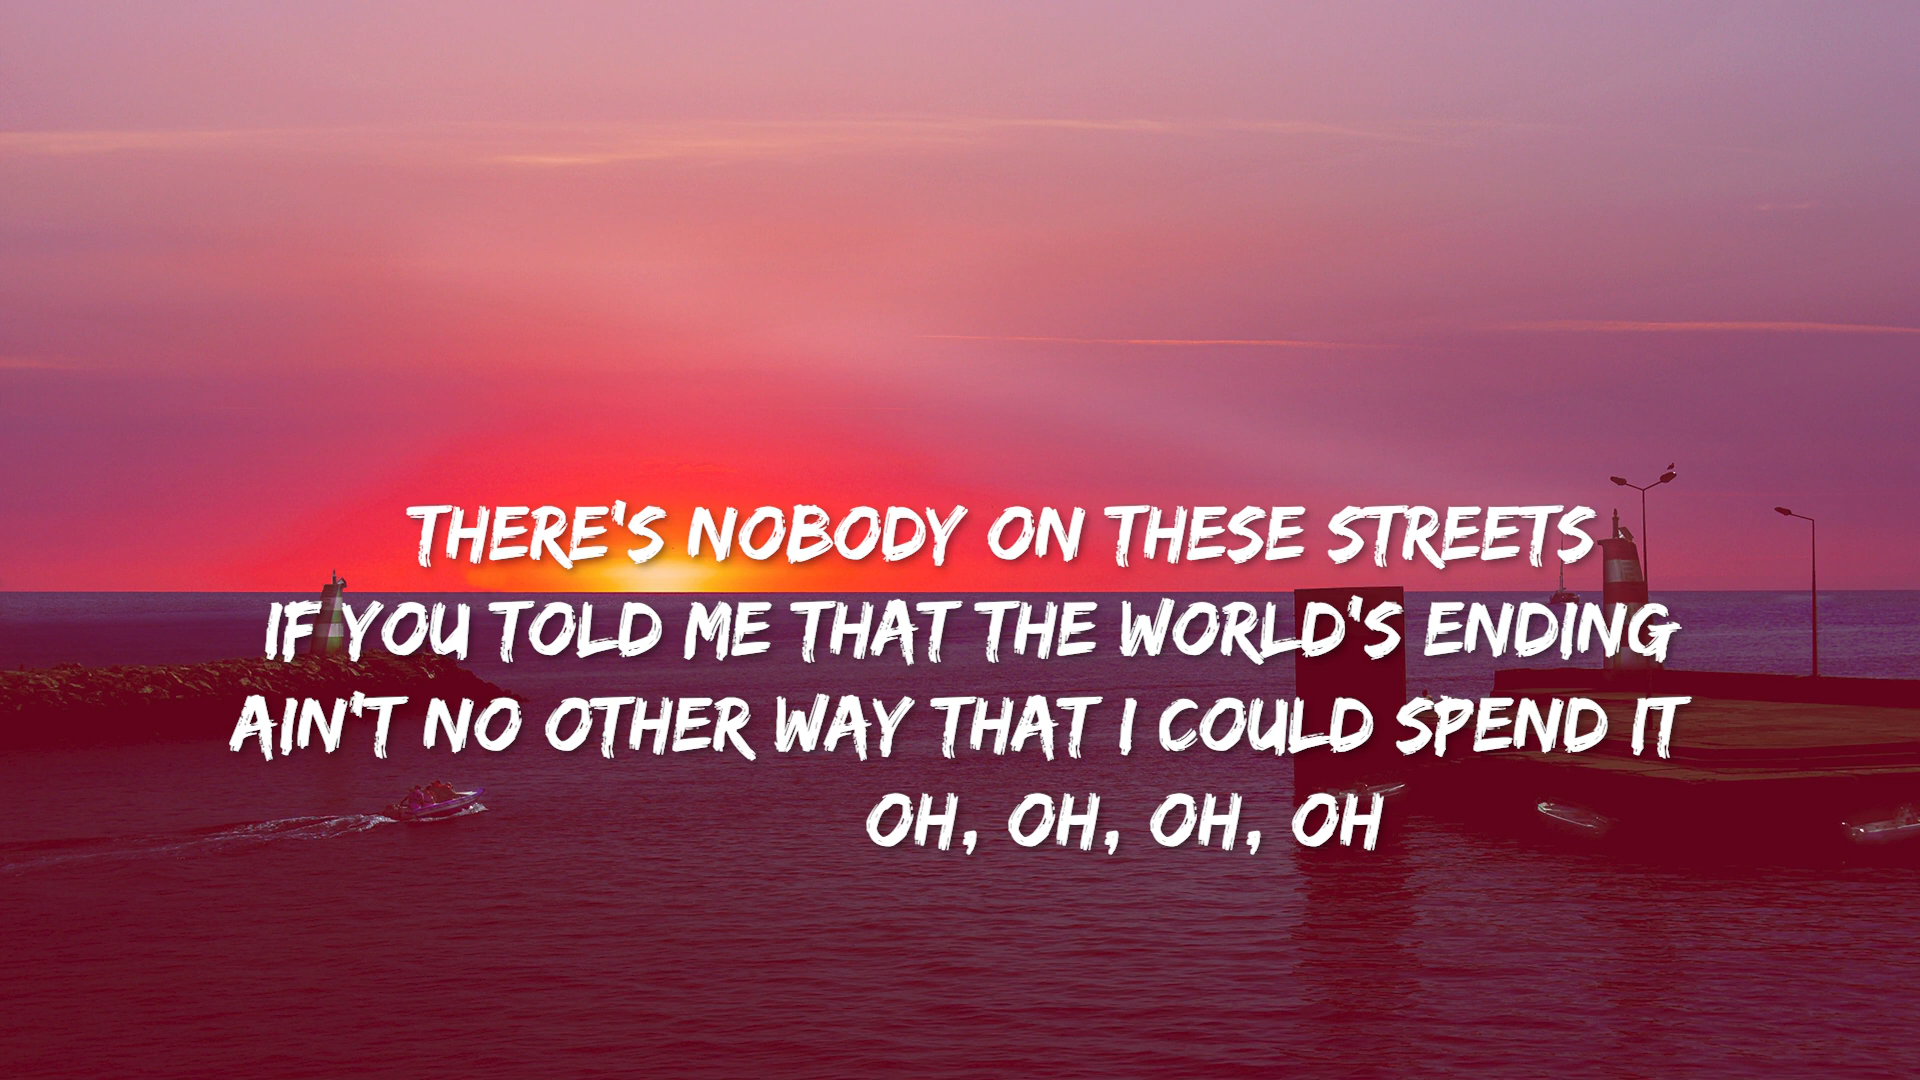 THERE'S NOBODY ON THESE STREETS
IF YOU TOLD ME THAT THE WORLD'S ENDING
AIN'T NO OTHER WAY THAT I COULD SPEND IT
OH, OH, OH, OH